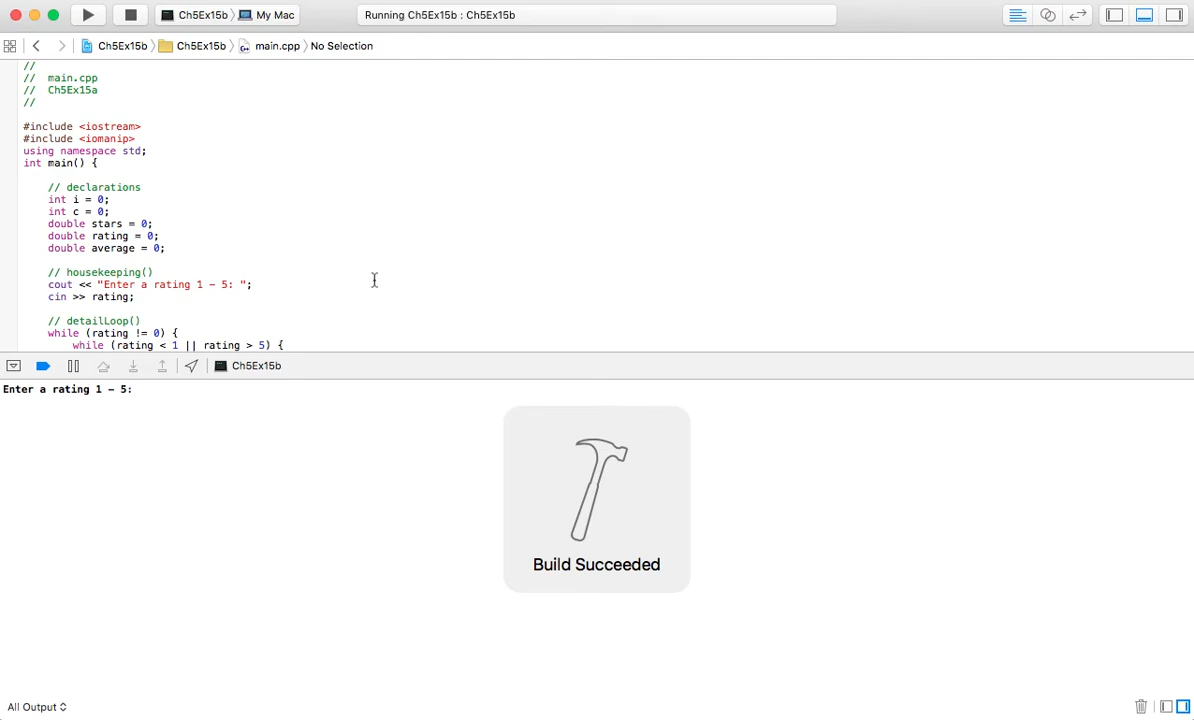 Ch5Ex15b My Mac Running Ch5Ex15b : Ch5Ex15b
Ch5Ex15b Ch5Ex15b main.cpp No Selection
//
// main.cpp
// Ch5Ex15a
//
#include <iostream>
#include <iomanip>
using namespace std;
int main() {
// declarations
int i = 0;
int c = 0;
double stars = 0;
double rating = 0;
double average = 0;
// housekeeping()
cout << "Enter a rating 1 - 5: ";
cin >> rating;
// detailLoop()
while (rating != 0) {
while (rating < 1 || rating > 5) {
Ch5Ex15b
Enter a rating 1 - 5:
Build Succeeded
All Output